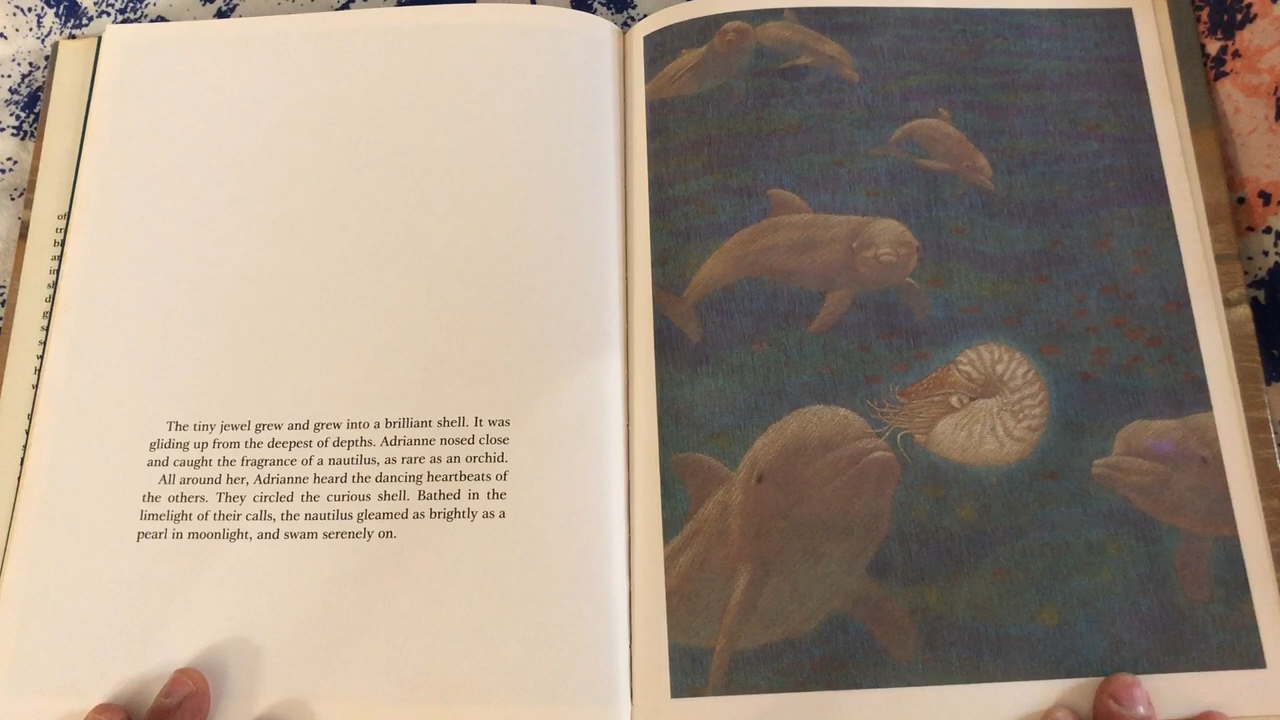 The tiny jewel grew and grew into a brilliant shell. It was
gliding up from the deepest of depths. Adrianne nosed close
and caught the fragrance of a nautilus, as rare as an orchid.
All around her, Adrianne heard the dancing heartbeats of
the others. They circled the curious shell. Bathed in the
limelight of their calls, the nautilus gleamed as brightly as a
pearl in moonlight, and swam serenely on.